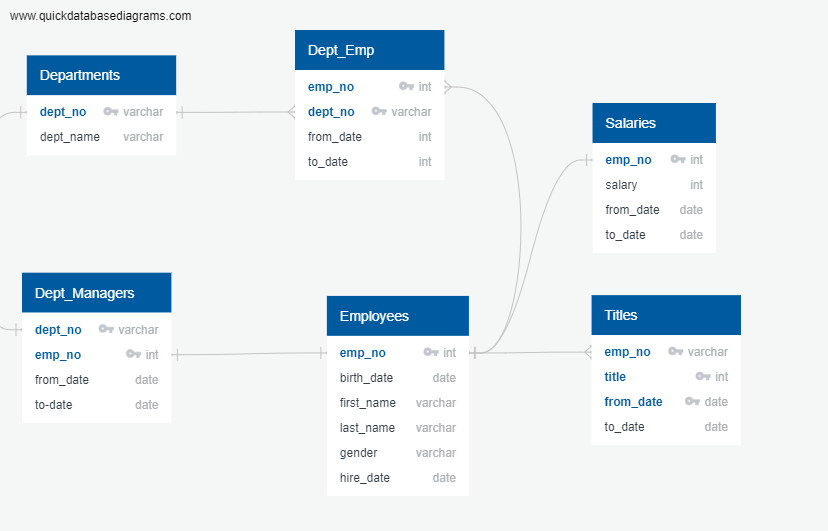 www.quickdatabasediagrams.com
Departments
dept_no varchar
dept_name varchar
Dept_Emp
emp_no int
dept_no varchar
from_date int
to_date int
Salaries
emp_no int
salary int
from_date date
to_date date
Dept_Managers
dept_no varchar
emp_no int
from_date date
to-date date
Employees
emp_no int
birth_date date
first_name varchar
last_name varchar
gender varchar
hire_date date
Titles
emp_no varchar
title int
from_date date
to_date date